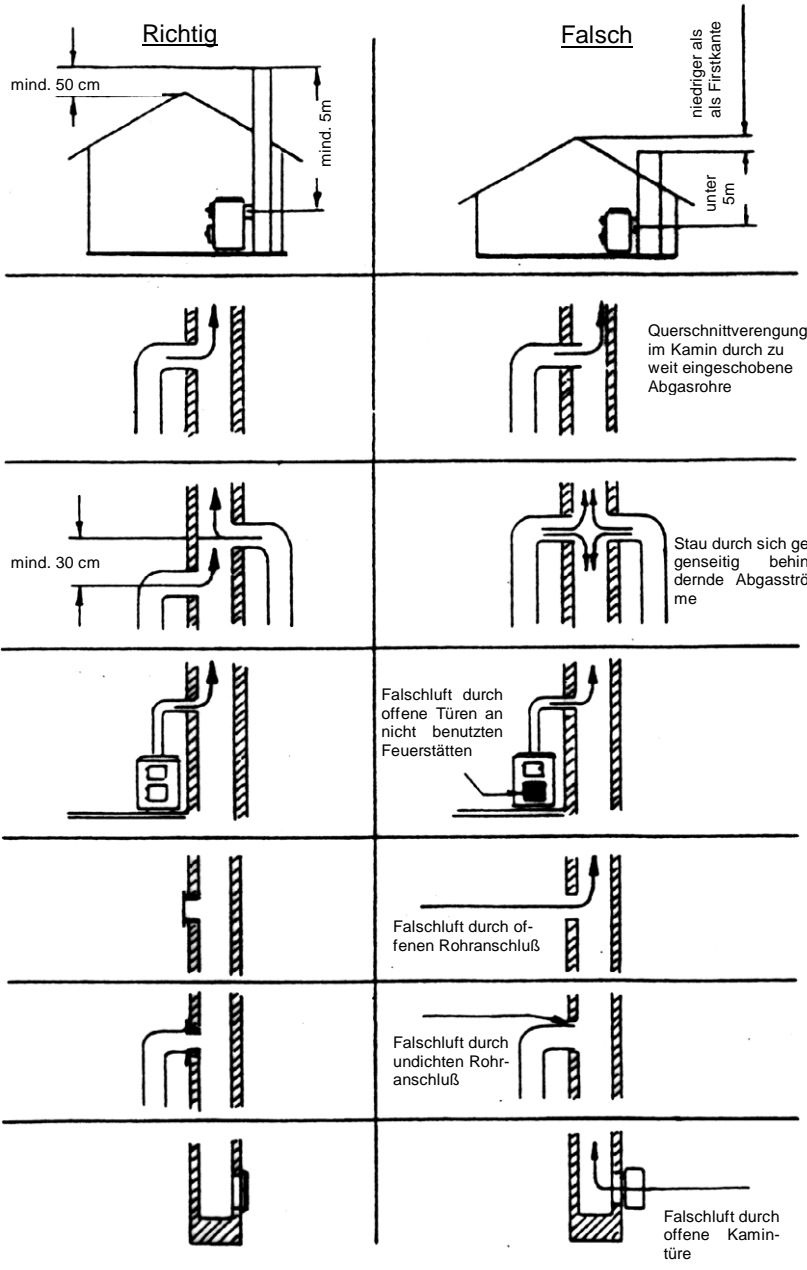 Richtig
Falsch
mind. 50 cm
mind. 5m
niedriger als
als Firstkante
unter
5m
Querschnittverengung
im Kamin durch zu
weit eingeschobene
Abgasrohre
mind. 30 cm
Stau durch sich ge
genseitig behin
dernde Abgasströ
me
Falschluft durch
offene Türen an
nicht benutzten
Feuerstätten
Falschluft durch of-
fenen Rohranschluß
Falschluft durch
undichten Rohr-
anschluß
Falschluft durch
offene Kamin-
türe